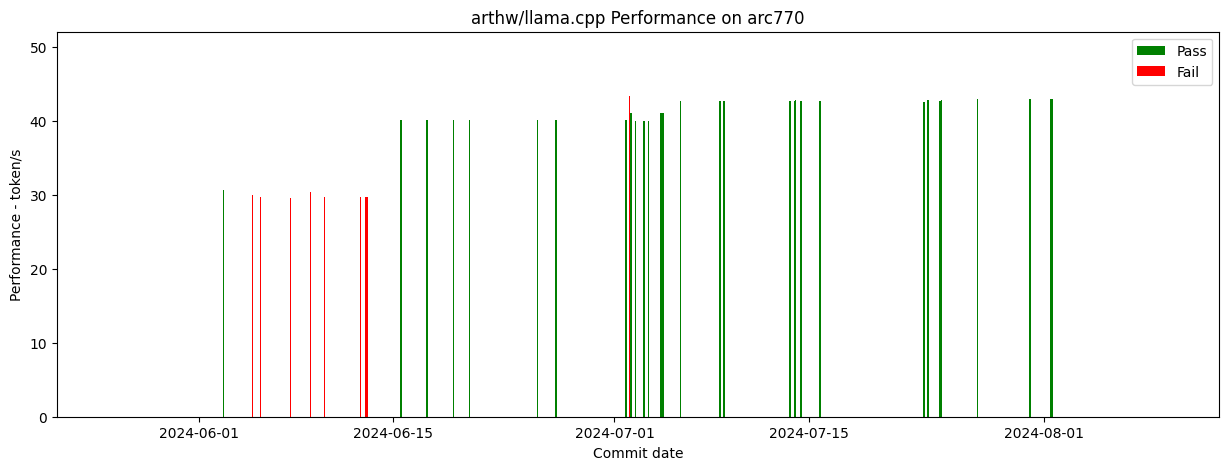 arthw/llama.cpp Performance on arc770
Performance - token/s
50
40
30
20
10
0
Pass
Fail
2024-06-01
2024-06-15
2024-07-01
2024-07-15
2024-08-01
Commit date